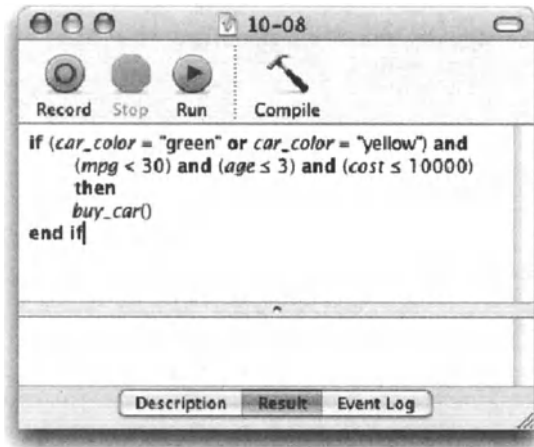 10-08
Record Stop Run Compile
if (car_color = "green" or car_color = "yellow") and
(mpg < 30) and (age ≤ 3) and (cost ≤ 10000)
then
buy_car()
end if
Description Result Event Log